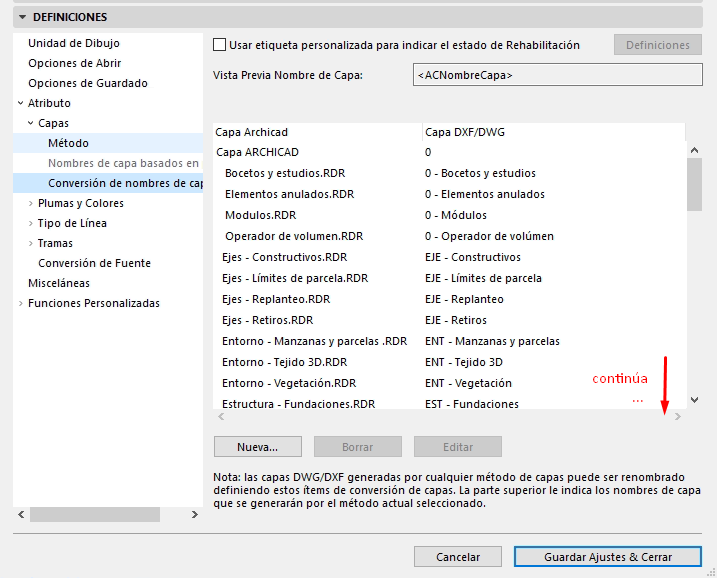 DEFINICIONES
Unidad de Dibujo
Opciones de Abrir
Opciones de Guardado
Atributo
Capas
Método
Nombres de capa basados en
Conversión de nombres de cap
Plumas y Colores
Tipo de Línea
Tramas
Conversión de Fuente
Misceláneas
Funciones Personalizadas
Usar etiqueta personalizada para indicar el estado de Rehabilitación
Definiciones
Vista Previa Nombre de Capa: <ACNombreCapa>
Capa Archicad Capa DXF/DWG
Capa ARCHICAD 0
Bocetos y estudios.RDR 0 - Bocetos y estudios
Elementos anulados.RDR 0 - Elementos anulados
Modulos.RDR 0 - Módulos
Operador de volumen.RDR 0 - Operador de volúmen
Ejes - Constructivos.RDR EJE - Constructivos
Ejes - Límites de parcela.RDR EJE - Límites de parcela
Ejes - Replanteo.RDR EJE - Replanteo
Ejes - Retiros.RDR EJE - Retiros
Entorno - Manzanas y parcelas .RDR ENT - Manzanas y parcelas
Entorno - Tejido 3D.RDR ENT - Tejido 3D
Entorno - Vegetación.RDR ENT - Vegetación
Estructura - Fundaciones.RDR EST - Fundaciones
continúa
...
Nueva... Borrar Editar
Nota: las capas DWG/DXF generadas por cualquier método de capas puede ser renombrado
definiendo estos ítems de conversión de capas. La parte superior le indica los nombres de capa
que se generarán por el método actual seleccionado.
Cancelar Guardar Ajustes & Cerrar